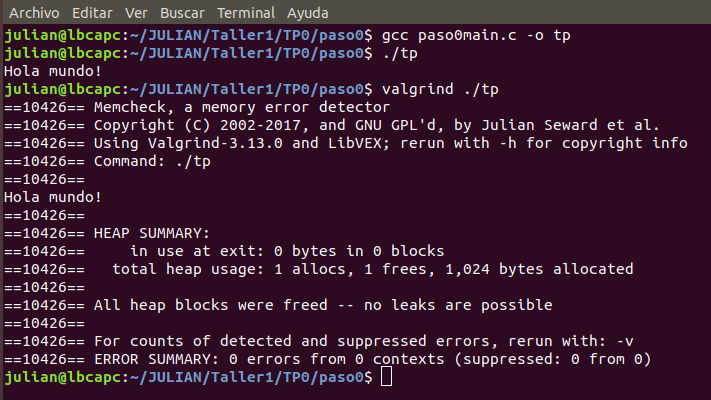 Archivo Editar Ver Buscar Terminal Ayuda
julian@lbcapc:~/JULIAN/Taller1/TP0/paso0$ gcc paso0main.c -o tp
julian@lbcapc:~/JULIAN/Taller1/TP0/paso0$ ./tp
Hola mundo!
julian@lbcapc:~/JULIAN/Taller1/TP0/paso0$ valgrind ./tp
==10426== Memcheck, a memory error detector
==10426== Copyright (C) 2002-2017, and GNU GPL'd, by Julian Seward et al.
==10426== Using Valgrind-3.13.0 and LibVEX; rerun with -h for copyright info
==10426== Command: ./tp
==10426==
Hola mundo!
==10426==
==10426== HEAP SUMMARY:
==10426==     in use at exit: 0 bytes in 0 blocks
==10426==   total heap usage: 1 allocs, 1 frees, 1,024 bytes allocated
==10426==
==10426== All heap blocks were freed -- no leaks are possible
==10426==
==10426== For counts of detected and suppressed errors, rerun with: -v
==10426== ERROR SUMMARY: 0 errors from 0 contexts (suppressed: 0 from 0)
julian@lbcapc:~/JULIAN/Taller1/TP0/paso0$